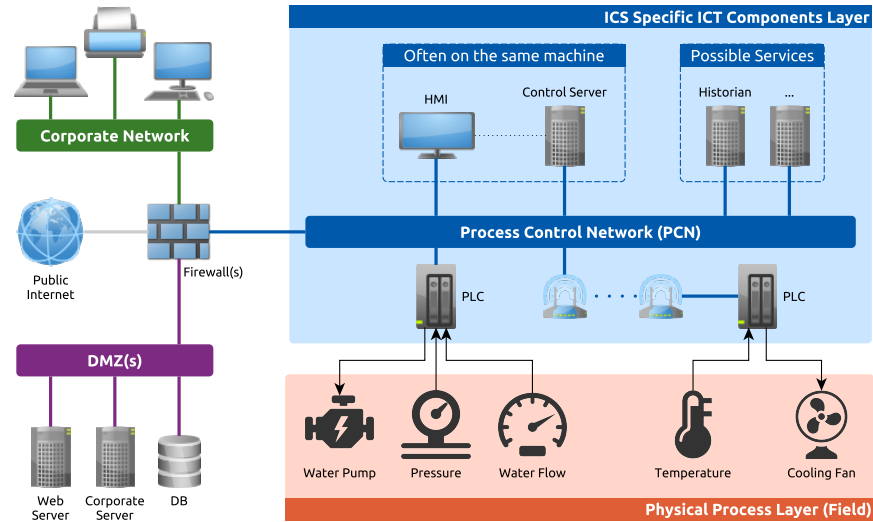 ICS Specific ICT Components Layer
Often on the same machine
Possible Services
HMI
Control Server
Historian
...
Corporate Network
Process Control Network (PCN)
Public
Internet
Firewall(s)
PLC
PLC
DMZ(s)
Water Pump
Pressure
Water Flow
Temperature
Cooling Fan
Web
Server
Corporate
Server
DB
Physical Process Layer (Field)